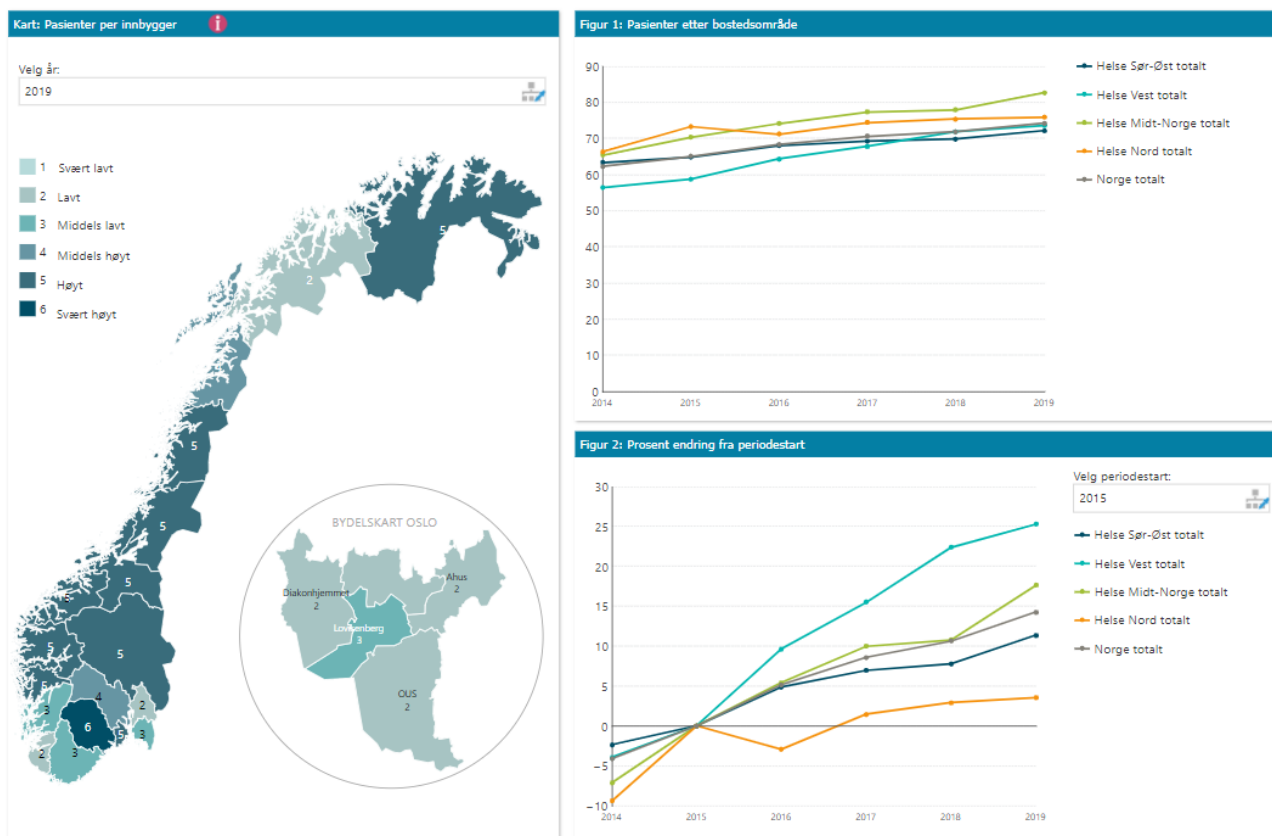 Kart: Pasienter per innbygger
i
Velg år:
2019
1 Svært lavt
2 Lavt
3 Middels lavt
4 Middels høyt
5 Høyt
6 Svært høyt
5
2
5
5
5
5
5
5
5
4
3
2
6
5
3
2
3
BYDELSKART OSLO
Ahus
2
Diakonhjemmet
2
Lovisenberg
3
OUS
2
Figur 1: Pasienter etter bostedsområde
90
80
70
60
50
40
30
20
10
0
2014 2015 2016 2017 2018 2019
Helse Sør-Øst totalt
Helse Vest totalt
Helse Midt-Norge totalt
Helse Nord totalt
Norge totalt
Figur 2: Prosent endring fra periodestart
30
25
20
15
10
5
0
−5
−10
2014 2015 2016 2017 2018 2019
Velg periodestart:
2015
Helse Sør-Øst totalt
Helse Vest totalt
Helse Midt-Norge totalt
Helse Nord totalt
Norge totalt